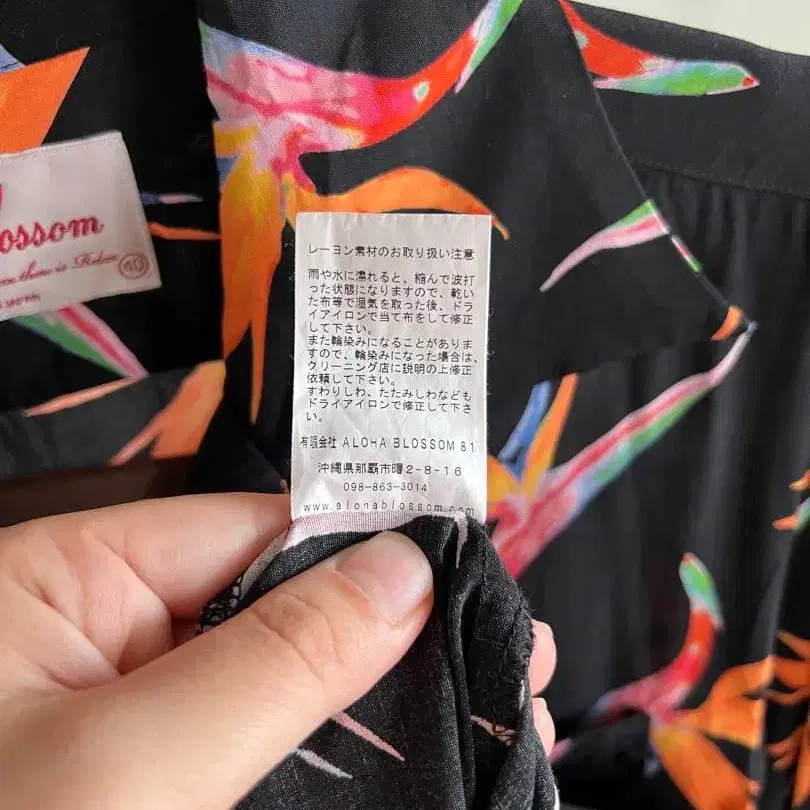 lossom
40
レーヨン素材のお取り扱い注意
雨や水に濡れると、縮んで波打
った状態になりますので、乾い
た布等で湿気を取った後、ドラ
イアイロンで当て布をして修正
して下さい。
また輪染みになることがありま
すので、輪染みになった場合は、
クリーニング店に説明の上修正
依頼して下さい。
すわりしわ、たたみしわなども
ドライアイロンで修正して下さ
い。
有限会社 ALOHA BLOSSOM 81
沖縄県那覇市曙2-8-16
098-863-3014
www.alohablossom.com